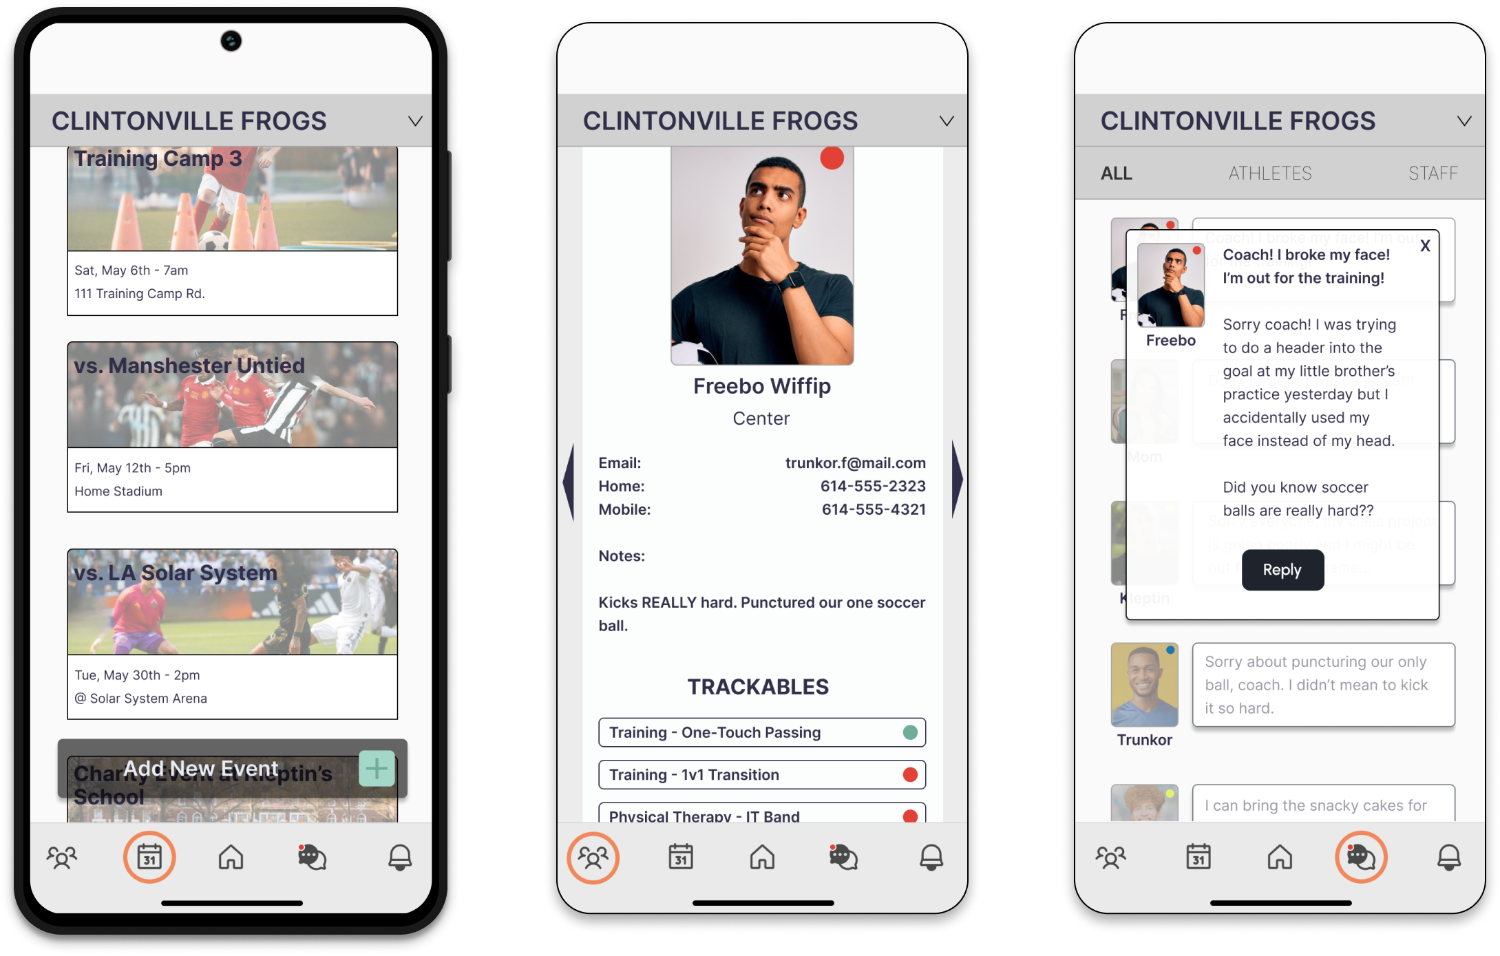 CLINTONVILLE FROGS
Training Camp 3
Sat, May 6th - 7am
111 Training Camp Rd.
vs. Manshester Untied
Fri, May 12th - 5pm
Home Stadium
vs. LA Solar System
Tue, May 30th - 2pm
@ Solar System Arena
Charity Event at Kleptin's
School
Add New Event
31
CLINTONVILLE FROGS
Freebo Wiffip
Center
Email: trunkor.f@mail.com
Home: 614-555-2323
Mobile: 614-555-4321
Notes:
Kicks REALLY hard. Punctured our one soccer
ball.
TRACKABLES
Training - One-Touch Passing
Training - 1v1 Transition
Physical Therapy - IT Band
31
CLINTONVILLE FROGS
ALL ATHLETES STAFF
Coach! I broke my face! I'm out
X
Coach! I broke my face!
I'm out for the training!
Freebo
Sorry coach! I was trying
to do a header into the
goal at my little brother's
practice yesterday but I
accidentally used my
face instead of my head.
Did you know soccer
balls are really hard??
Reply
Mom
Kleptin
Sorry about puncturing our only
ball, coach. I didn't mean to kick
it so hard.
Trunkor
I can bring the snacky cakes for
31